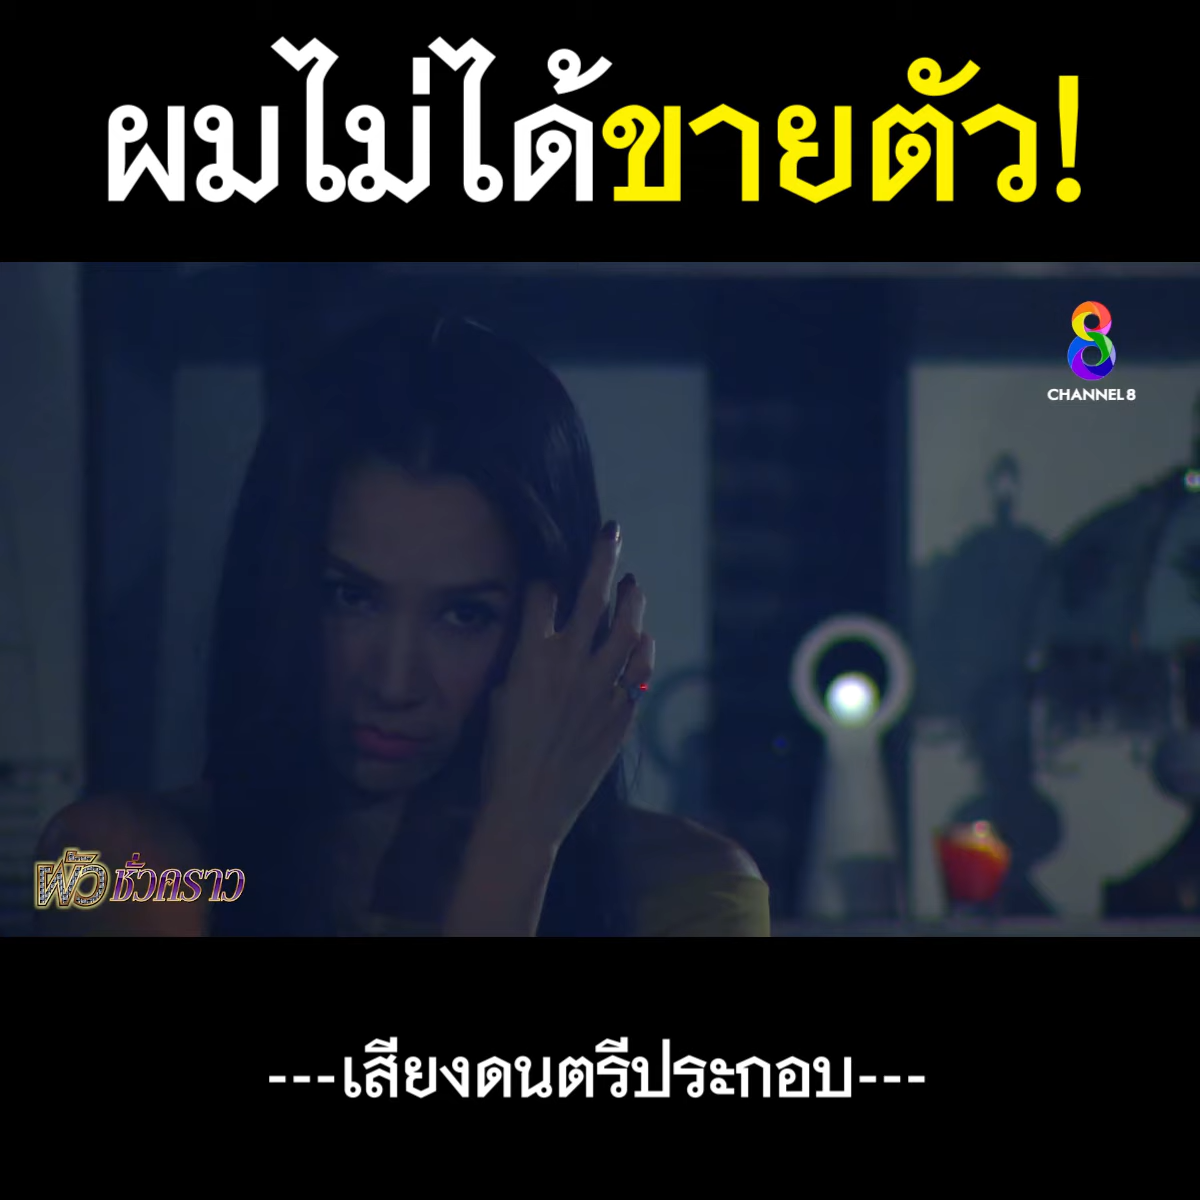 ผมไม่ได้ขายตัว!
8
CHANNEL 8
ผัวชั่วคราว
---เสียงดนตรีประกอบ---